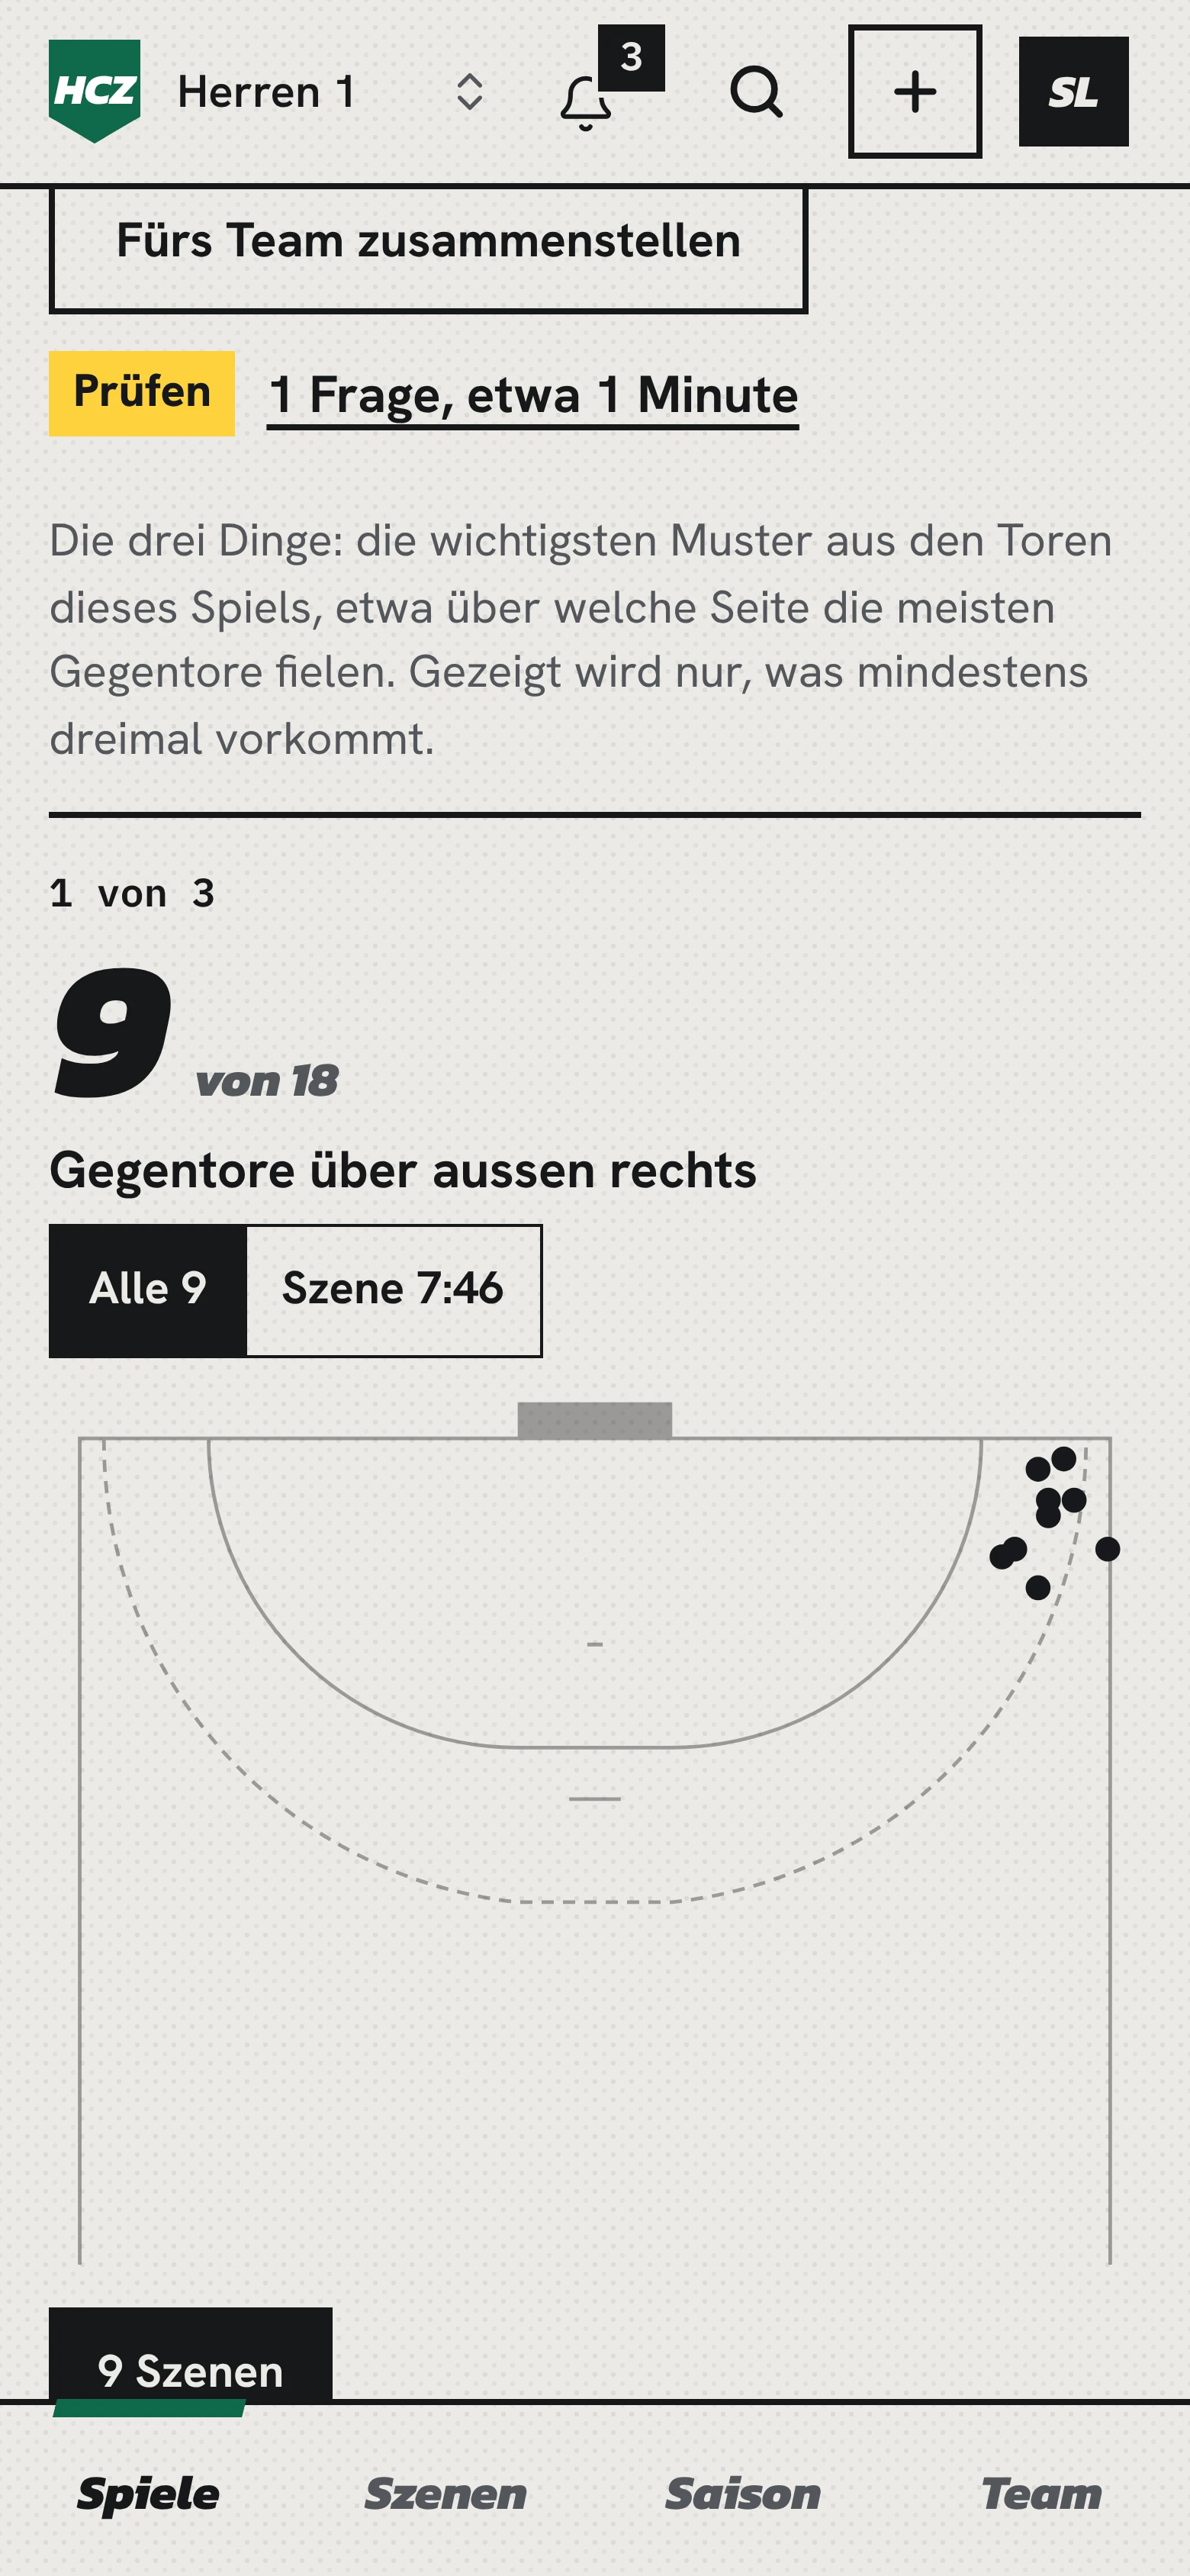 HCZ
Herren 1
3
SL
Fürs Team zusammenstellen
Prüfen
1 Frage, etwa 1 Minute
Die drei Dinge: die wichtigsten Muster aus den Toren
dieses Spiels, etwa über welche Seite die meisten
Gegentore fielen. Gezeigt wird nur, was mindestens
dreimal vorkommt.
1 von 3
9 von 18
Gegentore über aussen rechts
Alle 9
Szene 7:46
9 Szenen
Spiele
Szenen
Saison
Team